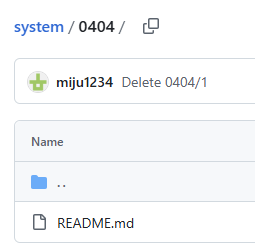 system / 0404 /
miju1234 Delete 0404/1
Name
..
README.md